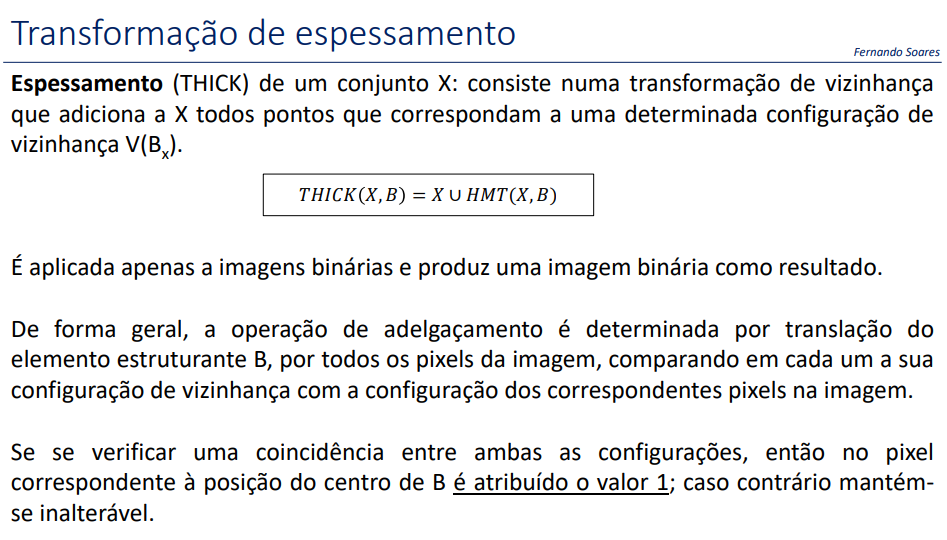 Transformação de espessamento
Fernando Soares
Espessamento (THICK) de um conjunto X: consiste numa transformação de vizinhança
que adiciona a X todos pontos que correspondam a uma determinada configuração de
vizinhança V(Bx).
THICK(X,B) = X ∪ HMT(X,B)
É aplicada apenas a imagens binárias e produz uma imagem binária como resultado.
De forma geral, a operação de adelgaçamento é determinada por translação do
elemento estruturante B, por todos os pixels da imagem, comparando em cada um a sua
configuração de vizinhança com a configuração dos correspondentes pixels na imagem.
Se se verificar uma coincidência entre ambas as configurações, então no pixel
correspondente à posição do centro de B é atribuído o valor 1; caso contrário mantém-
se inalterável.